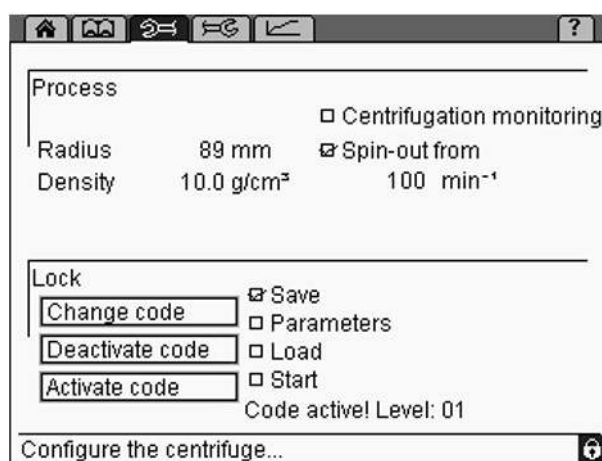 ?
Process
Centrifugation monitoring
Radius 89 mm Spin-out from
Density 10.0 g/cm³ 100 min⁻¹
Lock
Save
Change code
Parameters
Deactivate code Load
Activate code Start
Code active! Level: 01
Configure the centrifuge...